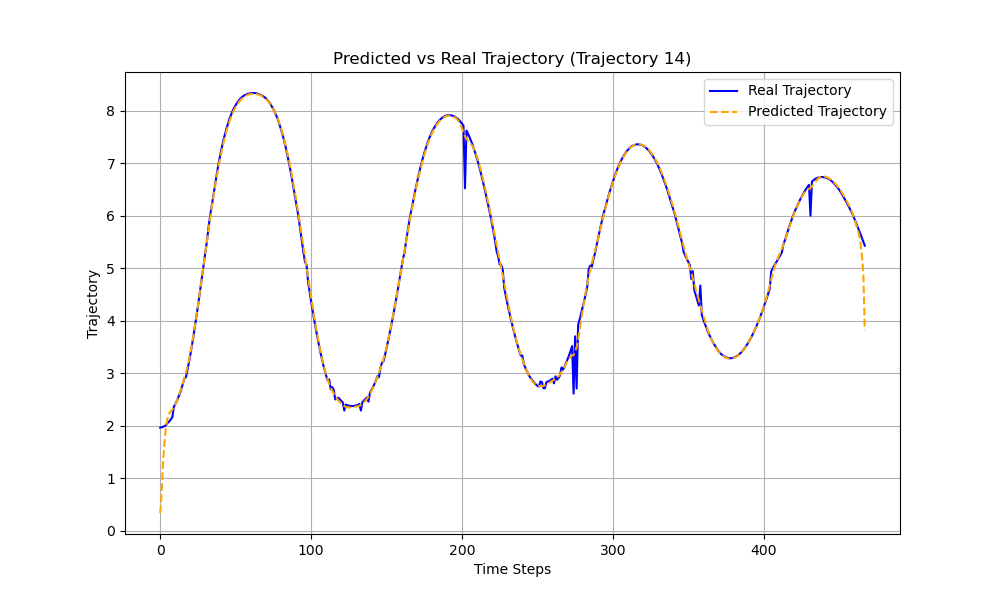 Predicted vs Real Trajectory (Trajectory 14)
Real Trajectory
Predicted Trajectory
8
7
6
5
4
3
2
1
0
Trajectory
0 100 200 300 400
Time Steps